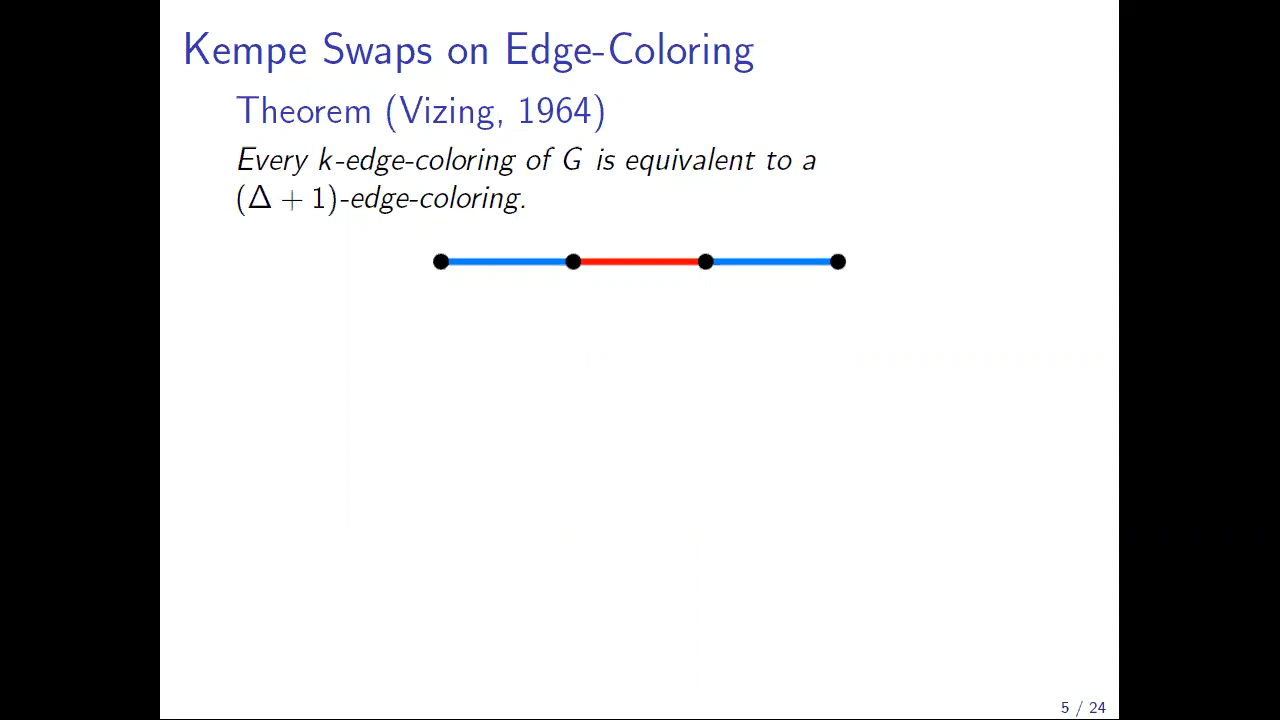 Kempe Swaps on Edge-Coloring
Theorem (Vizing, 1964)
Every k-edge-coloring of G is equivalent to a
(Δ + 1)-edge-coloring.
5 / 24